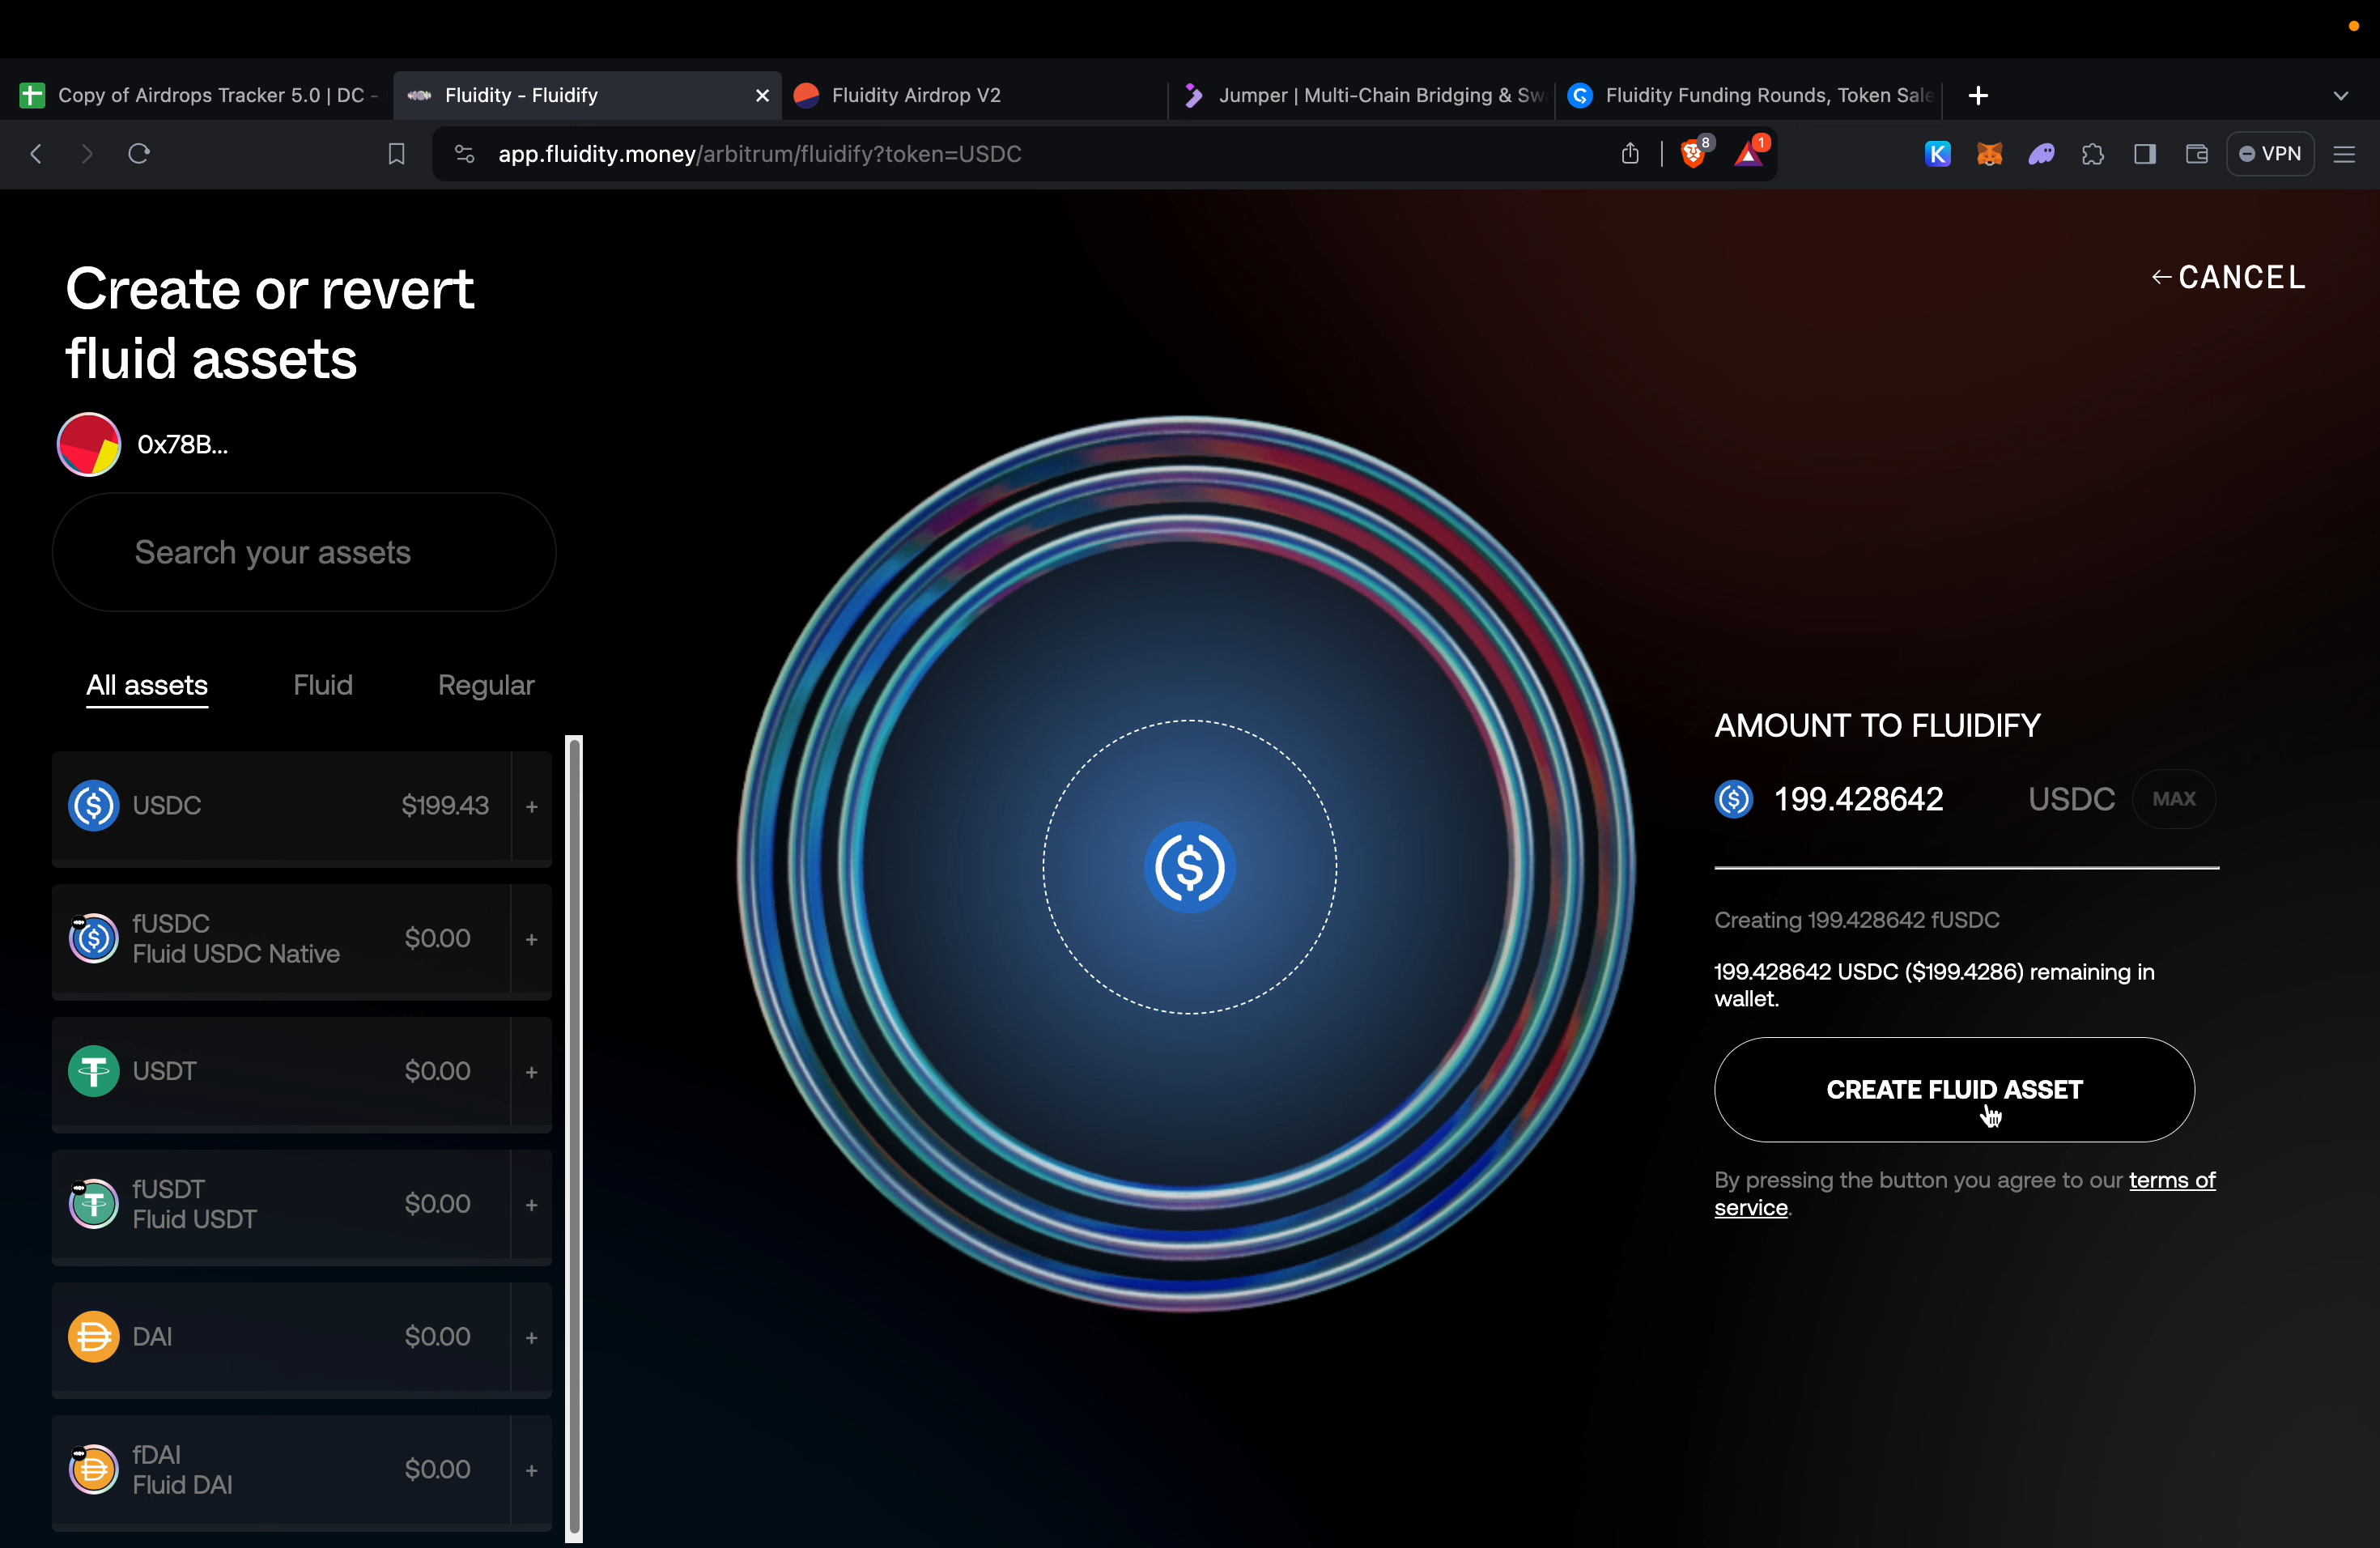 Copy of Airdrops Tracker 5.0 | DC -
Fluidity - Fluidify
Fluidity Airdrop V2
Jumper | Multi-Chain Bridging & Sw
Fluidity Funding Rounds, Token Sale
app.fluidity.money/arbitrum/fluidify?token=USDC
8
1
K
VPN
Create or revert
fluid assets
← CANCEL
0x78B...
Search your assets
All assets
Fluid
Regular
USDC
$199.43
+
fUSDC
Fluid USDC Native
$0.00
+
USDT
$0.00
+
fUSDT
Fluid USDT
$0.00
+
DAI
$0.00
+
fDAI
Fluid DAI
$0.00
+
AMOUNT TO FLUIDIFY
199.428642
USDC
MAX
Creating 199.428642 fUSDC
199.428642 USDC ($199.4286) remaining in
wallet.
CREATE FLUID ASSET
By pressing the button you agree to our terms of
service.